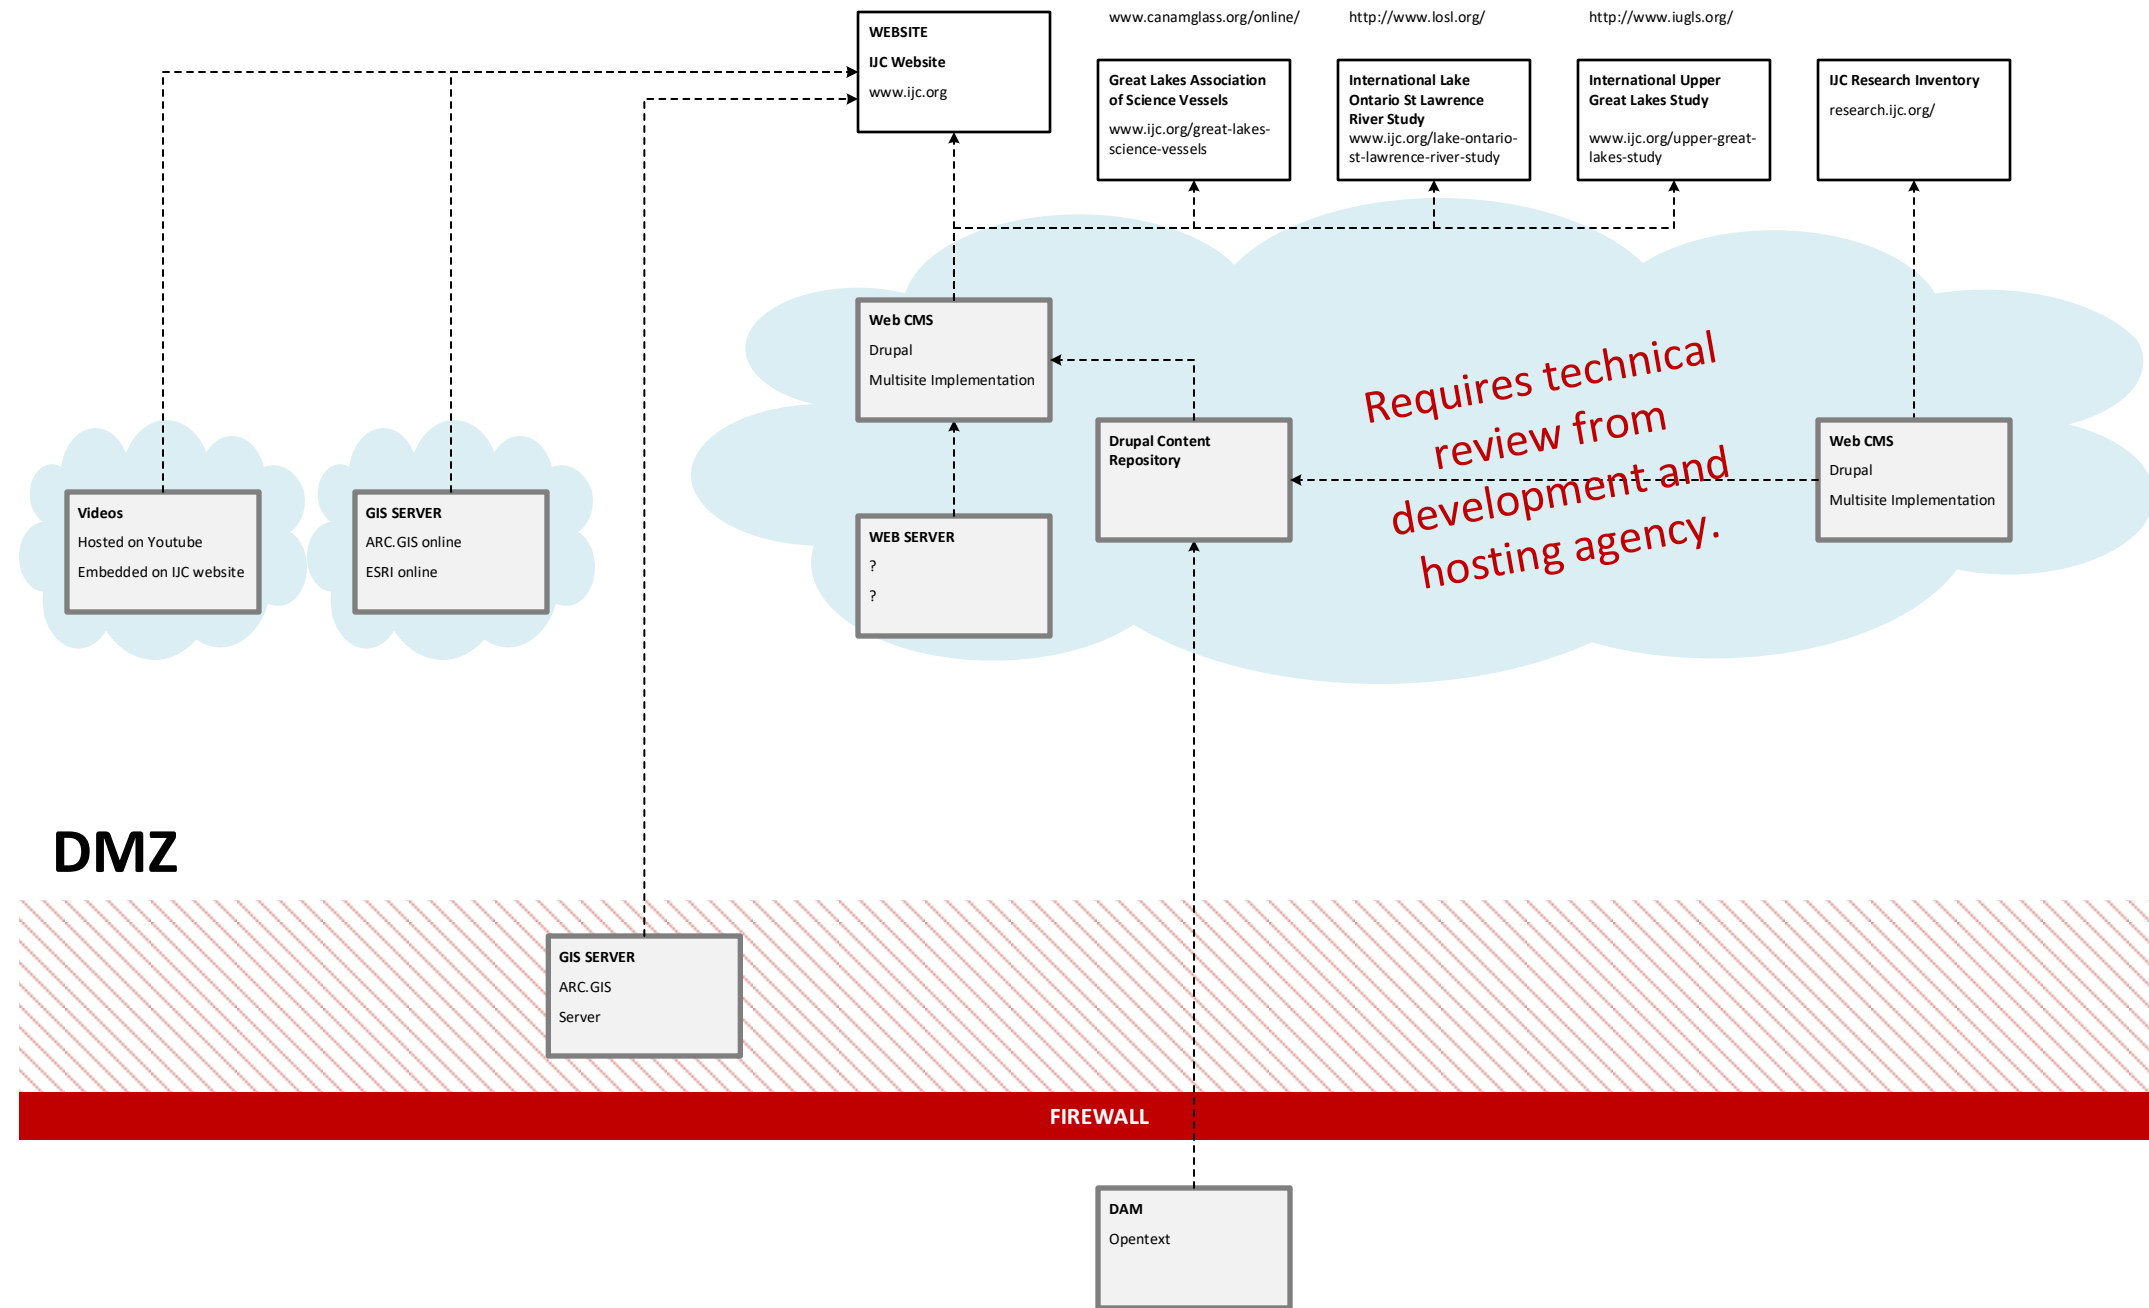 www.canamglass.org/online/
http://www.losl.org/
http://www.iugls.org/
WEBSITE
IJC Website
www.ijc.org
Great Lakes Association
of Science Vessels
www.ijc.org/great-lakes-
science-vessels
International Lake
Ontario St Lawrence
River Study
www.ijc.org/lake-ontario-
st-lawrence-river-study
International Upper
Great Lakes Study
www.ijc.org/upper-great-
lakes-study
IJC Research Inventory
research.ijc.org/
Web CMS
Drupal
Multisite Implementation
Requires technical
review from
development and
hosting agency.
Drupal Content
Repository
Web CMS
Drupal
Multisite Implementation
Videos
Hosted on Youtube
Embedded on IJC website
GIS SERVER
ARC.GIS online
ESRI online
WEB SERVER
?
?
DMZ
GIS SERVER
ARC.GIS
Server
FIREWALL
DAM
Opentext